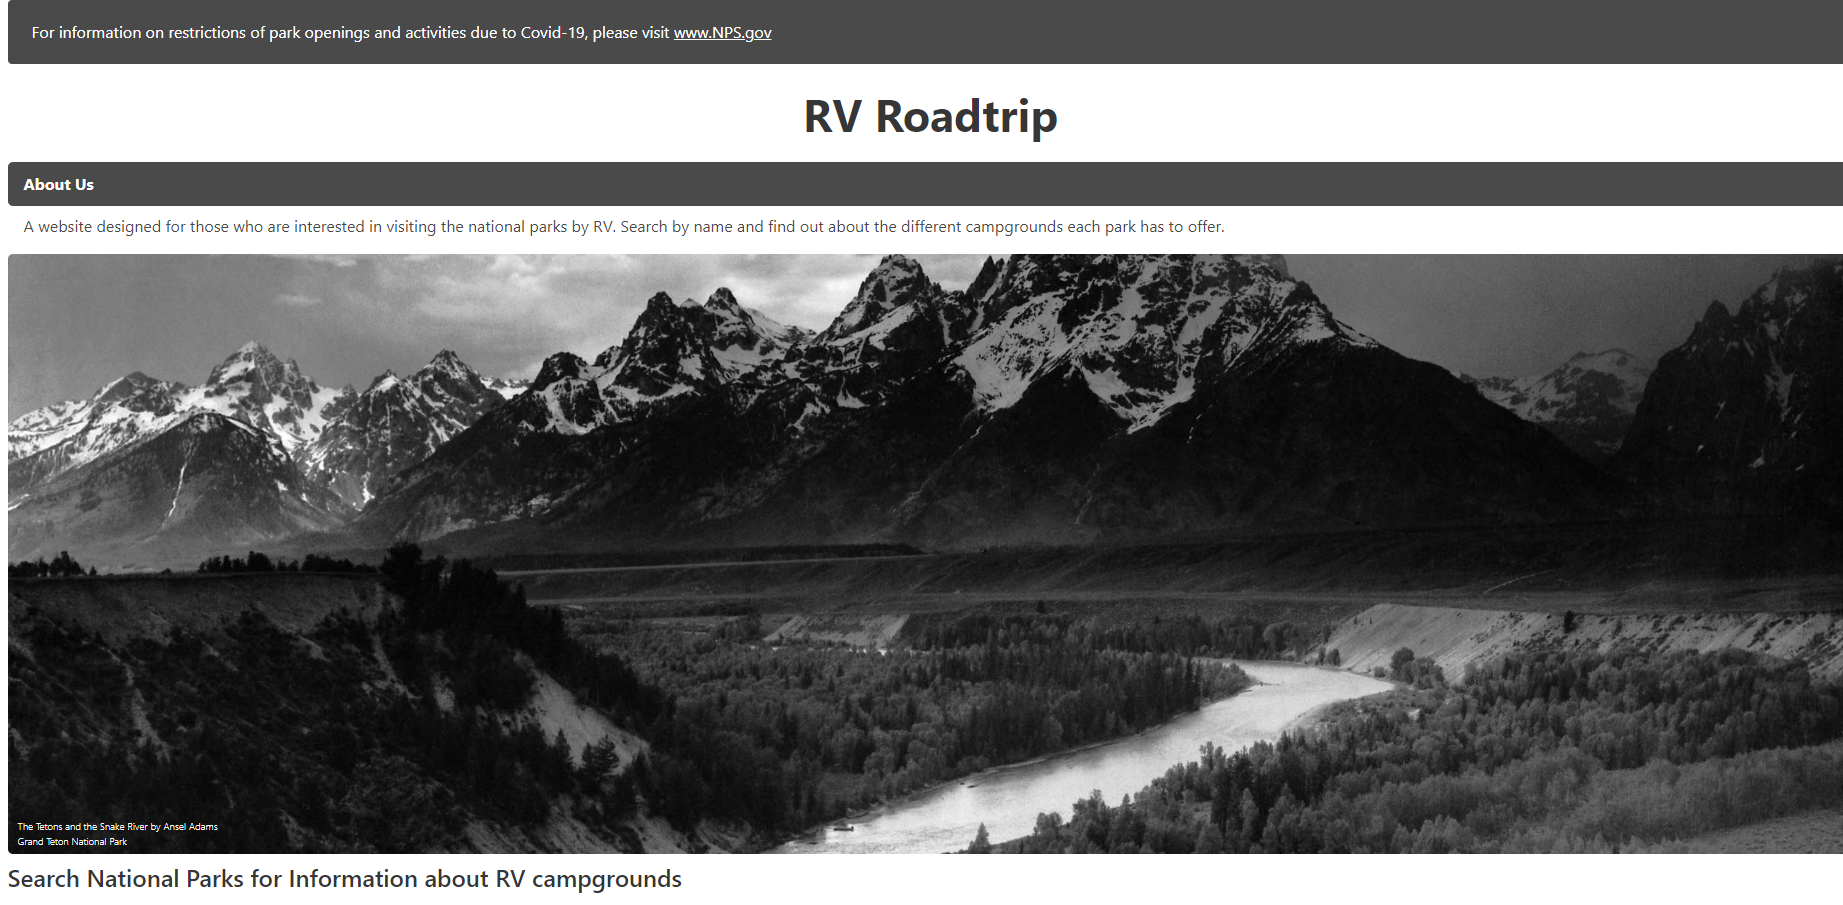 For information on restrictions of park openings and activities due to Covid-19, please visit www.NPS.gov
RV Roadtrip
About Us
A website designed for those who are interested in visiting the national parks by RV. Search by name and find out about the different campgrounds each park has to offer.
The Tetons and the Snake River by Ansel Adams
Grand Teton National Park
Search National Parks for Information about RV campgrounds